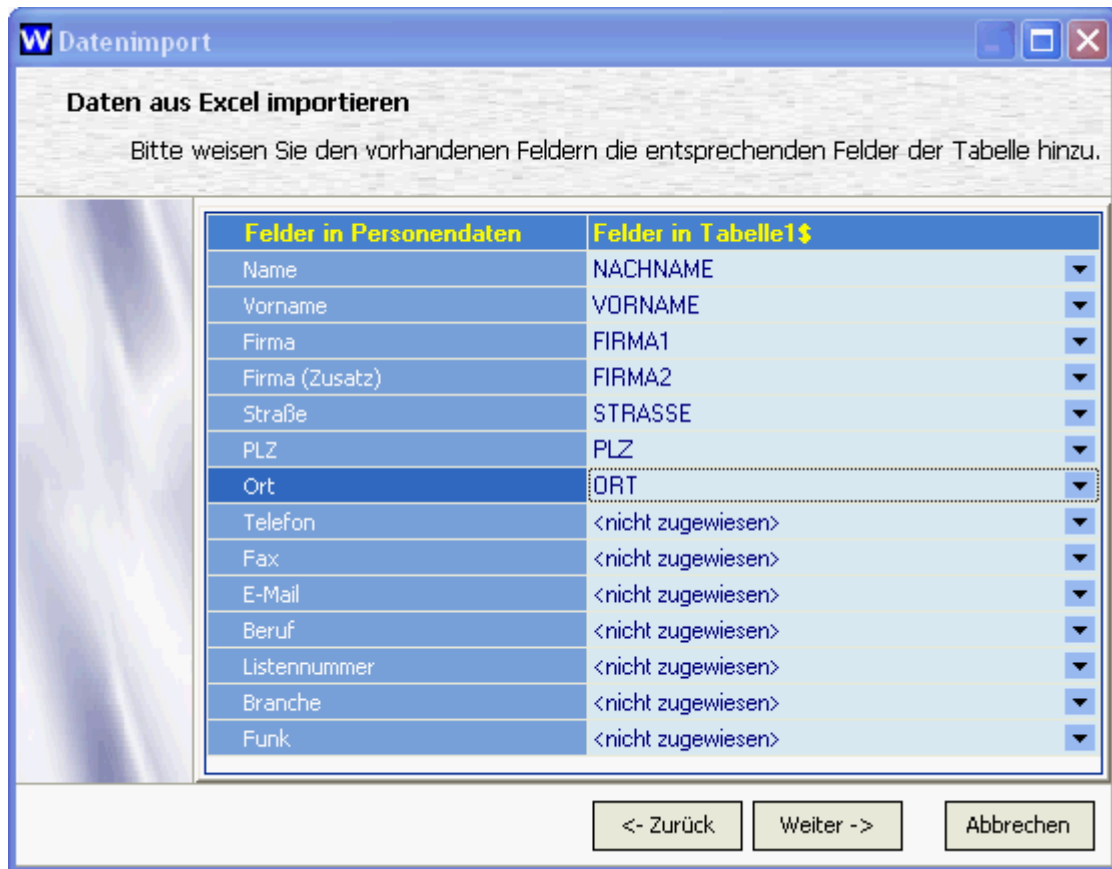 W Datenimport
Daten aus Excel importieren
Bitte weisen Sie den vorhandenen Feldern die entsprechenden Felder der Tabelle hinzu.
Felder in Personendaten Felder in Tabelle1$
Name NACHNAME
Vorname VORNAME
Firma FIRMA1
Firma (Zusatz) FIRMA2
Straße STRASSE
PLZ PLZ
Ort ORT
Telefon <nicht zugewiesen>
Fax <nicht zugewiesen>
E-Mail <nicht zugewiesen>
Beruf <nicht zugewiesen>
Listennummer <nicht zugewiesen>
Branche <nicht zugewiesen>
Funk <nicht zugewiesen>
<- Zurück Weiter -> Abbrechen